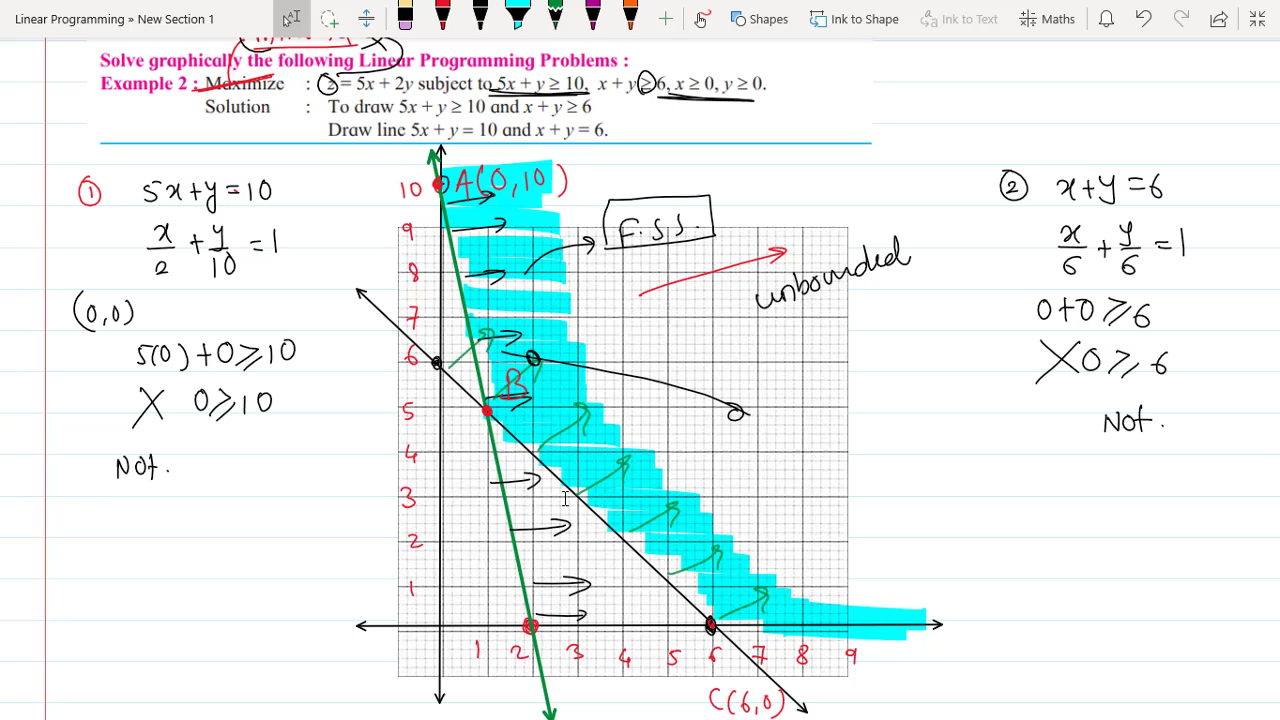 Linear Programming » New Section 1
Shapes
Ink to Shape
Ink to Text
Maths
Solve graphically the following Linear Programming Problems :
Example 2 : Maximize : z = 5x + 2y subject to 5x + y ≥ 10, x + y ≥ 6, x ≥ 0, y ≥ 0.
Solution : To draw 5x + y ≥ 10 and x + y ≥ 6
Draw line 5x + y = 10 and x + y = 6.
① 5x+y=10
x/2 + y/10 = 1
(0,0)
5(0)+0≥10
X 0≥10
Not.
10 A(0,10)
9
8
7
6
5
4
3
2
1
F.S.S.
unbounded
B
1 2 3 4 5 6 7 8 9
C(6,0)
② x+y=6
x/6 + y/6 = 1
0+0≥6
X 0≥6
Not.